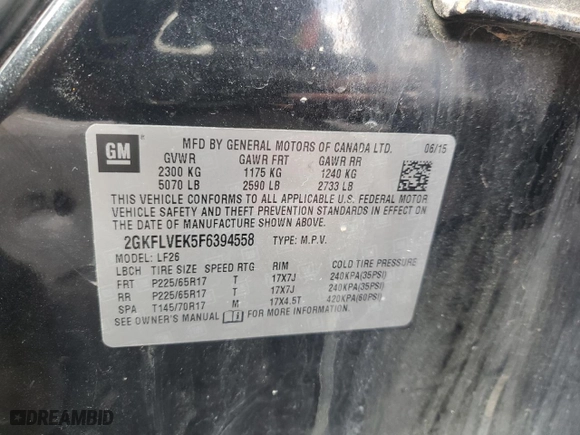 GM
MFD BY GENERAL MOTORS OF CANADA LTD. 06/15
GVWR GAWR FRT GAWR RR
2300 KG 1175 KG 1240 KG
5070 LB 2590 LB 2733 LB
THIS VEHICLE CONFORMS TO ALL APPLICABLE U.S. FEDERAL MOTOR
VEHICLE SAFETY AND THEFT PREVENTION STANDARDS IN EFFECT ON
THE DATE OF MANUFACTURE SHOWN ABOVE.
2GKFLVEK5F6394558 TYPE: M.P.V.
MODEL: LF26
LBCH TIRE SIZE SPEED RTG RIM COLD TIRE PRESSURE
FRT P225/65R17 T 17X7J 240KPA(35PSI)
RR P225/65R17 T 17X7J 240KPA(35PSI)
SPA T145/70R17 M 17X4.5T 420KPA(60PSI)
SEE OWNER'S MANUAL FOR MORE INFORMATION.
DREAMBID